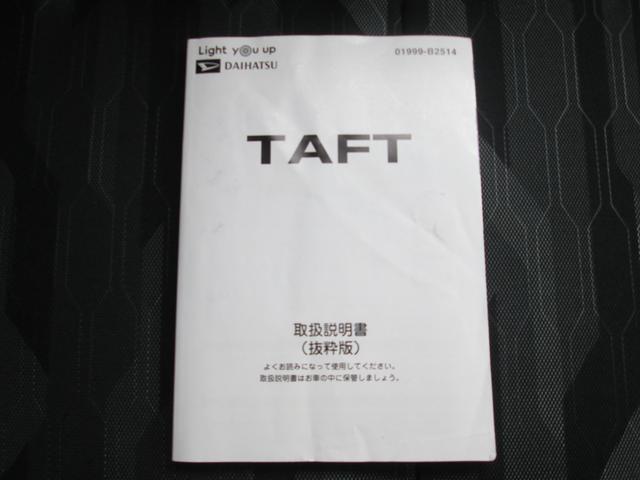 Light you up
01999-B2514
DAIHATSU
TAFT
取扱説明書
（抜粋版）
よくお読みになって使用してください。
取扱説明書はお車の中に保管しましょう。